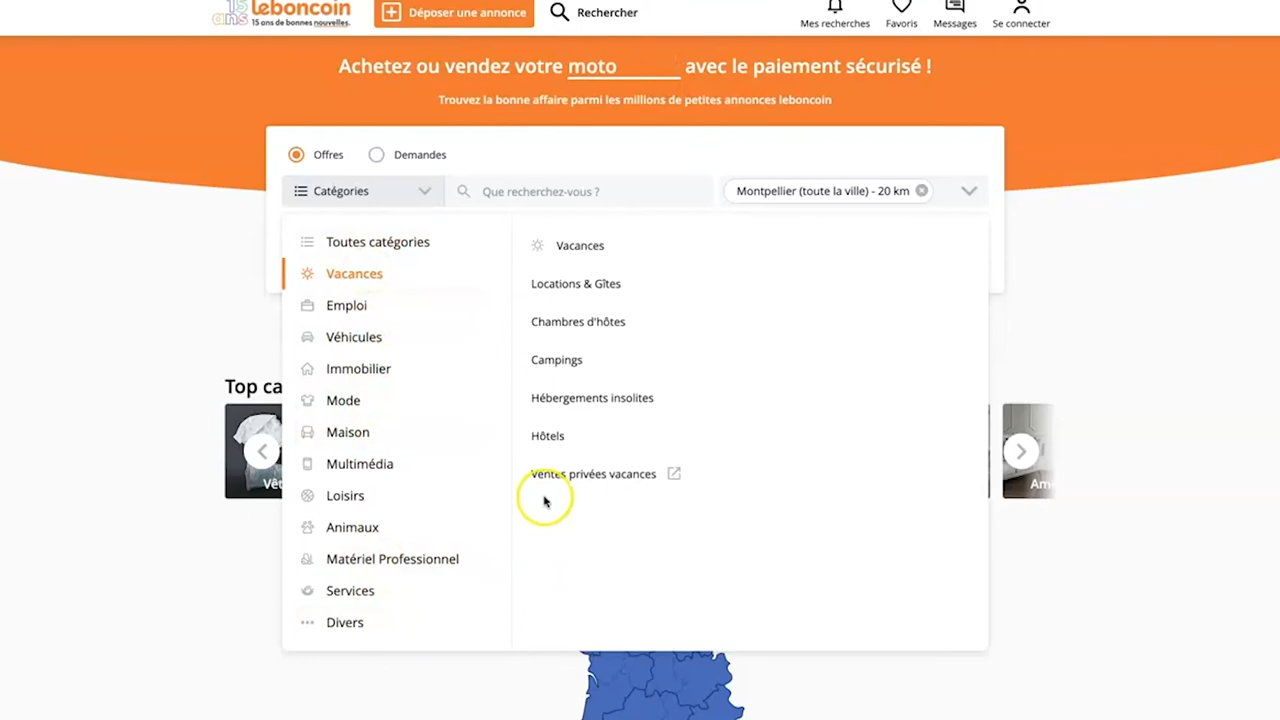 15 ans
leboncoin
15 ans de bonnes nouvelles.
Déposer une annonce
Rechercher
Mes recherches
Favoris
Messages
Se connecter
Achetez ou vendez votre moto avec le paiement sécurisé !
Trouvez la bonne affaire parmi les millions de petites annonces leboncoin
Offres
Demandes
Catégories
Que recherchez-vous ?
Montpellier (toute la ville) - 20 km
Toutes catégories
Vacances
Emploi
Véhicules
Immobilier
Mode
Maison
Multimédia
Loisirs
Animaux
Matériel Professionnel
Services
Divers
Vacances
Locations & Gîtes
Chambres d'hôtes
Campings
Hébergements insolites
Hôtels
Ventes privées vacances
Top ca
Vêt
Am